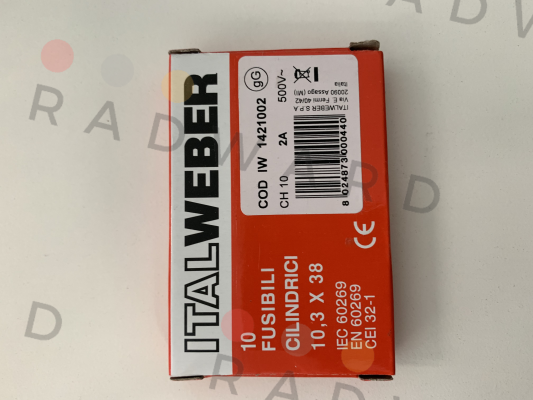 ITALWEBER
COD IW 1421002
gG
CH 10 2A 500V~
ITALWEBER S.P.A
Via E. Fermi 40/42
20090 Assago (MI)
Italia
8 024873 000440
10
FUSIBILI
CILINDRICI
10,3 X 38
CE
IEC 60269
EN 60269
CEI 32-1
RADWARD
D